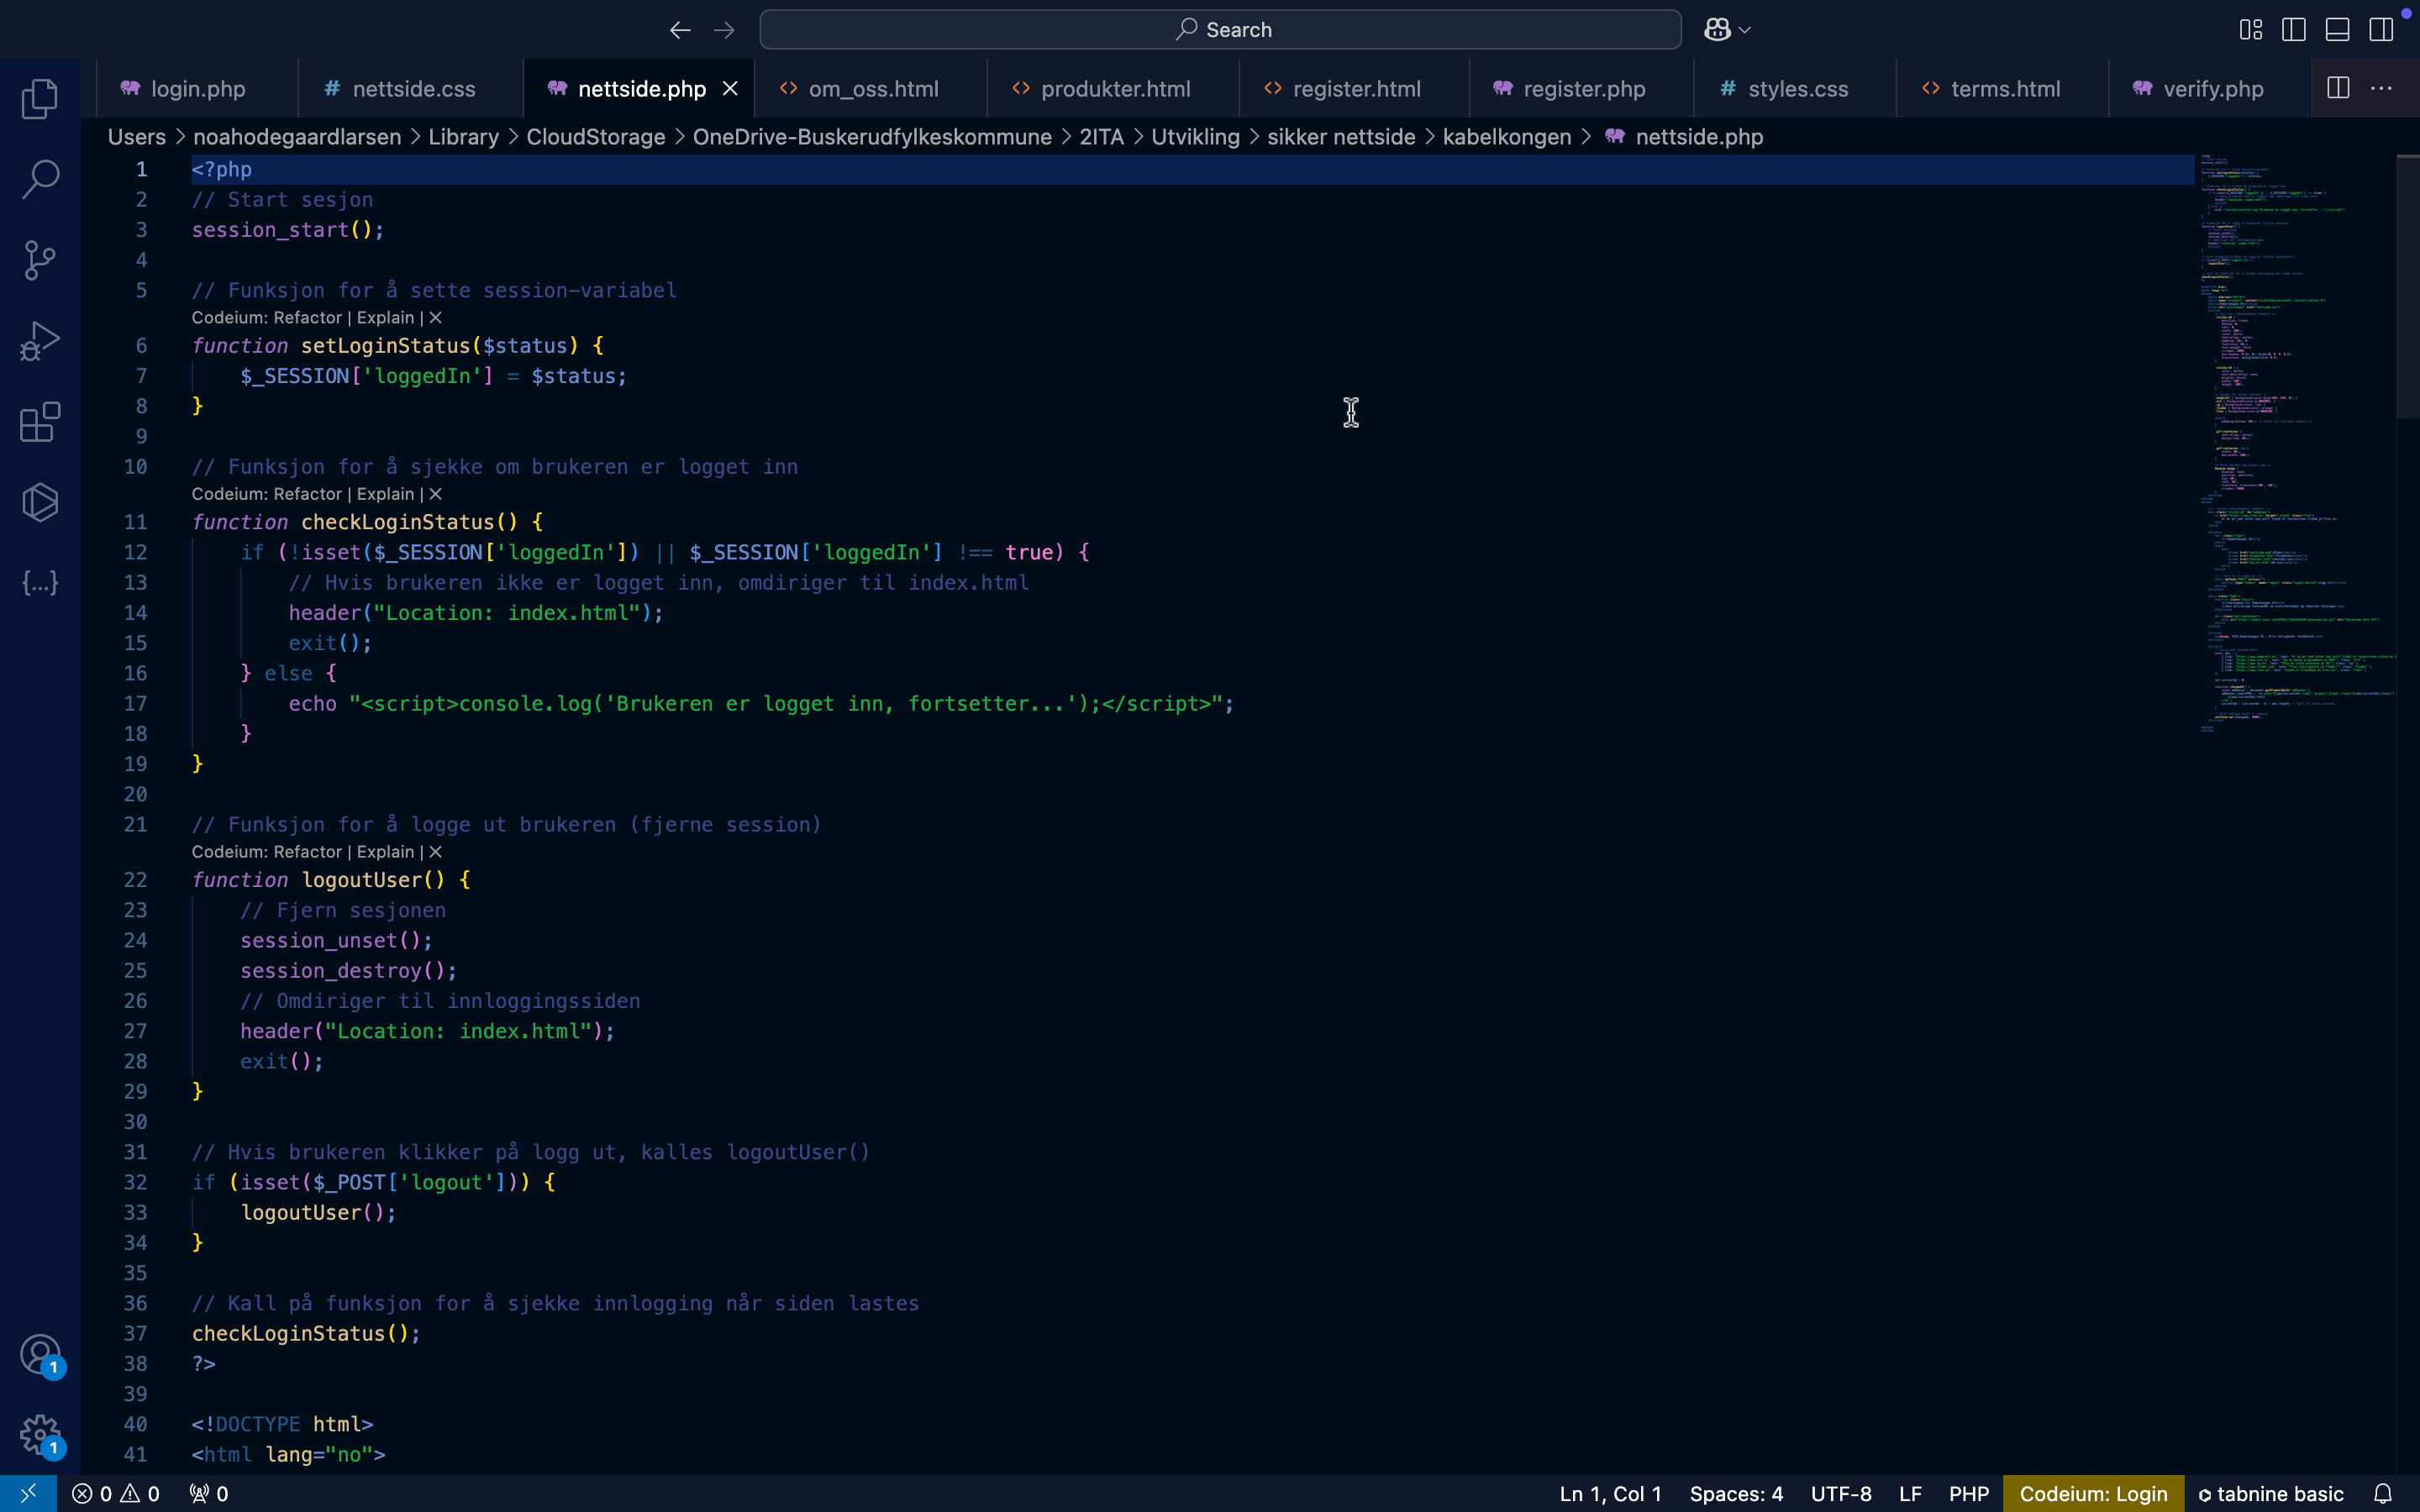 Search
login.php
nettside.css
nettside.php
om_oss.html
produkter.html
register.html
register.php
styles.css
terms.html
verify.php
Users > noahodegaardlarsen > Library > CloudStorage > OneDrive-Buskerudfylkeskommune > 2ITA > Utvikling > sikker nettside > kabelkongen > nettside.php
1 <?php
2 // Start sesjon
3 session_start();
4
5 // Funksjon for å sette session-variabel
Codeium: Refactor | Explain | X
6 function setLoginStatus($status) {
7     $_SESSION['loggedIn'] = $status;
8 }
9
10 // Funksjon for å sjekke om brukeren er logget inn
Codeium: Refactor | Explain | X
11 function checkLoginStatus() {
12     if (!isset($_SESSION['loggedIn']) || $_SESSION['loggedIn'] !== true) {
13         // Hvis brukeren ikke er logget inn, omdiriger til index.html
14         header("Location: index.html");
15         exit();
16     } else {
17         echo "<script>console.log('Brukeren er logget inn, fortsetter...');</script>";
18     }
19 }
20
21 // Funksjon for å logge ut brukeren (fjerne session)
Codeium: Refactor | Explain | X
22 function logoutUser() {
23     // Fjern sesjonen
24     session_unset();
25     session_destroy();
26     // Omdiriger til innloggingssiden
27     header("Location: index.html");
28     exit();
29 }
30
31 // Hvis brukeren klikker på logg ut, kalles logoutUser()
32 if (isset($_POST['logout'])) {
33     logoutUser();
34 }
35
36 // Kall på funksjon for å sjekke innlogging når siden lastes
37 checkLoginStatus();
38 ?>
39
40 <!DOCTYPE html>
41 <html lang="no">
1
1
0 0 0
Ln 1, Col 1 Spaces: 4 UTF-8 LF PHP Codeium: Login tabnine basic